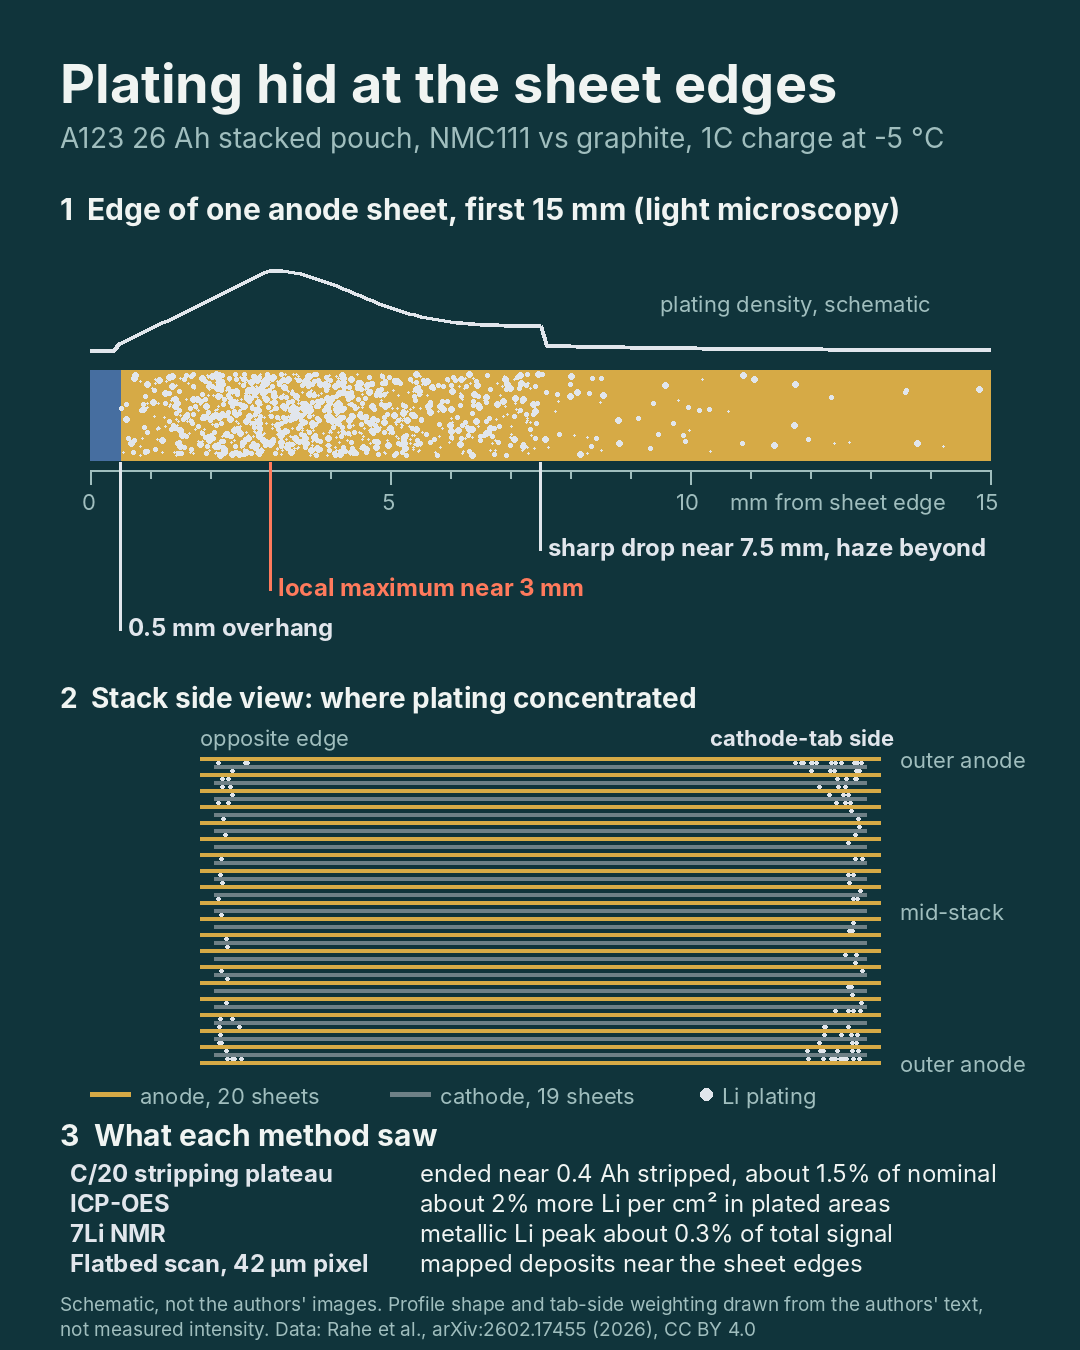 Plating hid at the sheet edges
A123 26 Ah stacked pouch, NMC111 vs graphite, 1C charge at -5 °C
1 Edge of one anode sheet, first 15 mm (light microscopy)
plating density, schematic
0 5 10 mm from sheet edge 15
sharp drop near 7.5 mm, haze beyond
local maximum near 3 mm
0.5 mm overhang
2 Stack side view: where plating concentrated
opposite edge cathode-tab side
outer anode
mid-stack
outer anode
anode, 20 sheets cathode, 19 sheets Li plating
3 What each method saw
C/20 stripping plateau ended near 0.4 Ah stripped, about 1.5% of nominal
ICP-OES about 2% more Li per cm² in plated areas
7Li NMR metallic Li peak about 0.3% of total signal
Flatbed scan, 42 µm pixel mapped deposits near the sheet edges
Schematic, not the authors' images. Profile shape and tab-side weighting drawn from the authors' text,
not measured intensity. Data: Rahe et al., arXiv:2602.17455 (2026), CC BY 4.0